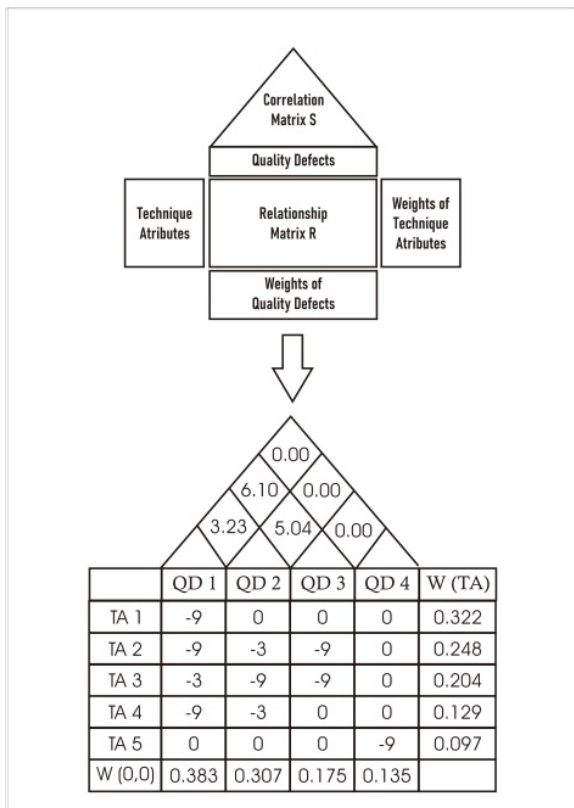 Correlation
Matrix S
Quality Defects
Technique
Atributes
Relationship
Matrix R
Weights of
Technique
Atributes
Weights of
Quality Defects
0.00
6.10 0.00
3.23 5.04 0.00
QD 1 QD 2 QD 3 QD 4 W (TA)
TA 1 -9 0 0 0 0.322
TA 2 -9 -3 -9 0 0.248
TA 3 -3 -9 -9 0 0.204
TA 4 -9 -3 0 0 0.129
TA 5 0 0 0 -9 0.097
W (0,0) 0.383 0.307 0.175 0.135